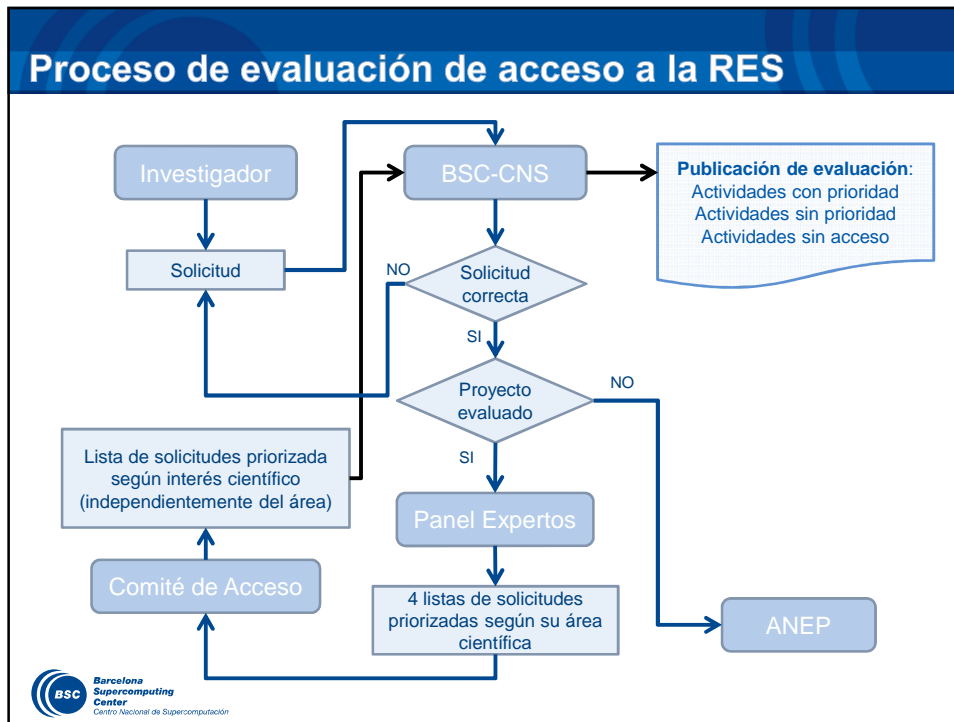 Proceso de evaluación de acceso a la RES
Investigador
BSC-CNS
Publicación de evaluación:
Actividades con prioridad
Actividades sin prioridad
Actividades sin acceso
Solicitud
NO
Solicitud
correcta
SI
Proyecto
evaluado
NO
SI
Lista de solicitudes priorizada
según interés científico
(independientemente del área)
Panel Expertos
Comité de Acceso
4 listas de solicitudes
priorizadas según su área
científica
ANEP
BSC
Barcelona
Supercomputing
Center
Centro Nacional de Supercomputación